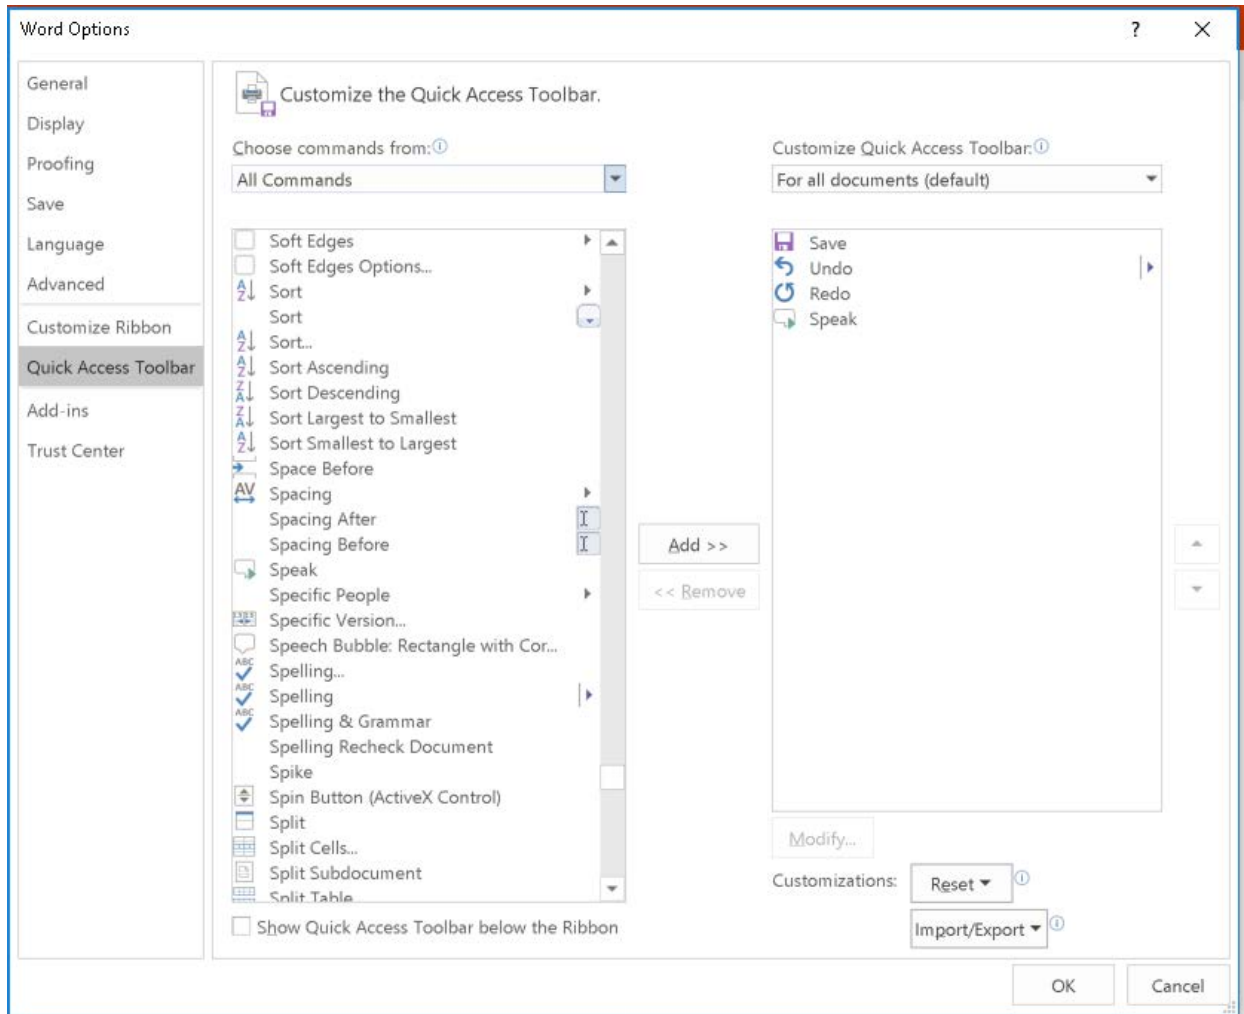 Word Options
?
General
Display
Proofing
Save
Language
Advanced
Customize Ribbon
Quick Access Toolbar
Add-ins
Trust Center
Customize the Quick Access Toolbar.
Choose commands from:
All Commands
Soft Edges
Soft Edges Options...
Sort
Sort
Sort...
Sort Ascending
Sort Descending
Sort Largest to Smallest
Sort Smallest to Largest
Space Before
Spacing
Spacing After
Spacing Before
Speak
Specific People
Specific Version...
Speech Bubble: Rectangle with Cor...
Spelling...
Spelling
Spelling & Grammar
Spelling Recheck Document
Spike
Spin Button (ActiveX Control)
Split
Split Cells...
Split Subdocument
Split Table
Show Quick Access Toolbar below the Ribbon
Add >>
<< Remove
Customize Quick Access Toolbar:
For all documents (default)
Save
Undo
Redo
Speak
Modify...
Customizations:
Reset
Import/Export
OK
Cancel